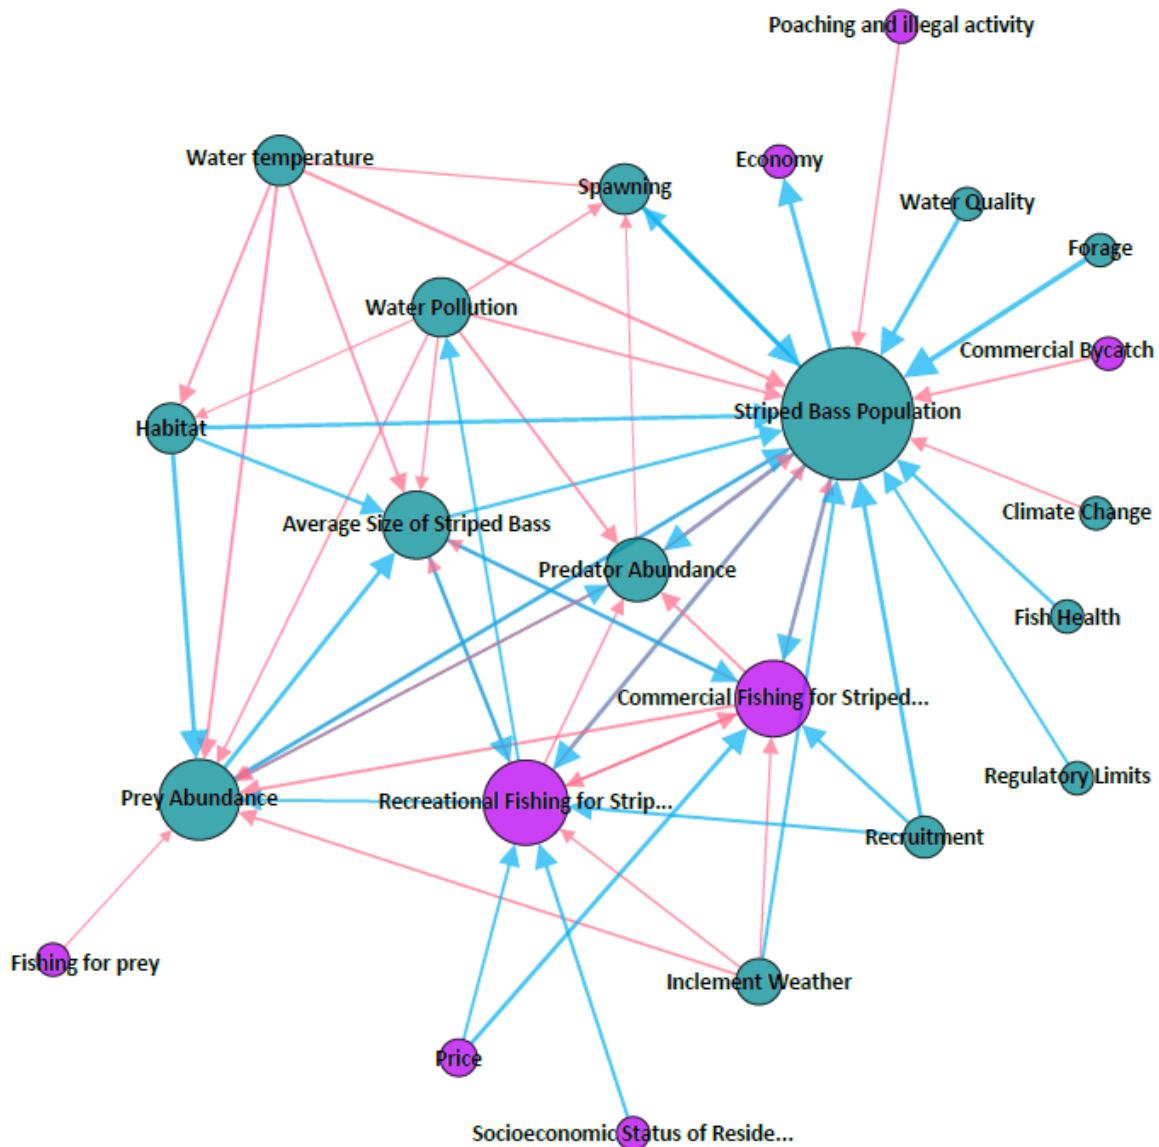 Poaching and illegal activity
Water temperature
Economy
Spawning
Water Quality
Forage
Water Pollution
Commercial Bycatch
Striped Bass Population
Habitat
Climate Change
Average Size of Striped Bass
Predator Abundance
Fish Health
Commercial Fishing for Striped...
Regulatory Limits
Prey Abundance
Recreational Fishing for Strip...
Recruitment
Fishing for prey
Inclement Weather
Price
Socioeconomic Status of Reside...